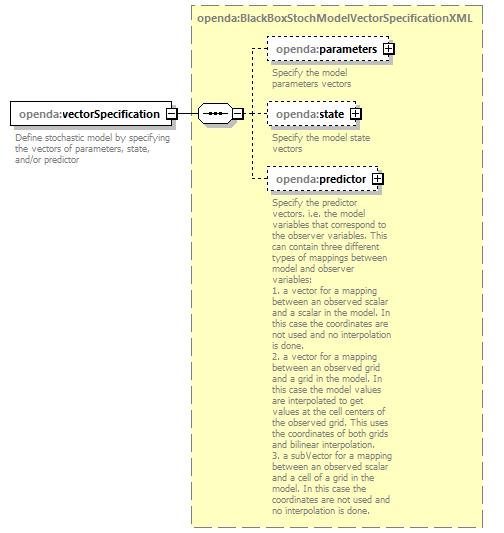 openda:BlackBoxStochModelVectorSpecificationXML
openda:parameters
Specify the model
parameters vectors
openda:vectorSpecification
Define stochastic model by specifying
the vectors of parameters, state,
and/or predictor
openda:state
Specify the model state
vectors
openda:predictor
Specify the predictor
vectors. i.e. the model
variables that correspond to
the observer variables. This
can contain three different
types of mappings between
model and observer
variables:
1. a vector for a mapping
between an observed scalar
and a scalar in the model. In
this case the coordinates are
not used and no interpolation
is done.
2. a vector for a mapping
between an observed grid
and a grid in the model. In
this case the model values
are interpolated to get
values at the cell centers of
the observed grid. This uses
the coordinates of both grids
and bilinear interpolation.
3. a subVector for a mapping
between an observed scalar
and a cell of a grid in the
model. In this case the
coordinates are not used and
no interpolation is done.